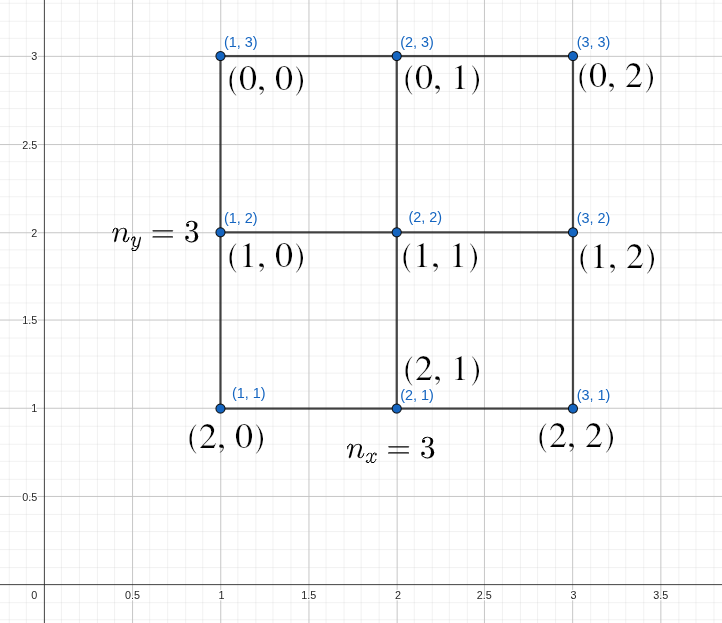 (1, 3) (2, 3) (3, 3)
3
(0, 0) (0, 1) (0, 2)
2.5
(1, 2) (2, 2) (3, 2)
n_y = 3
2
(1, 0) (1, 1) (1, 2)
1.5
(2, 1)
(1, 1) (2, 1) (3, 1)
1
(2, 0) (2, 2)
n_x = 3
0.5
0 0.5 1 1.5 2 2.5 3 3.5